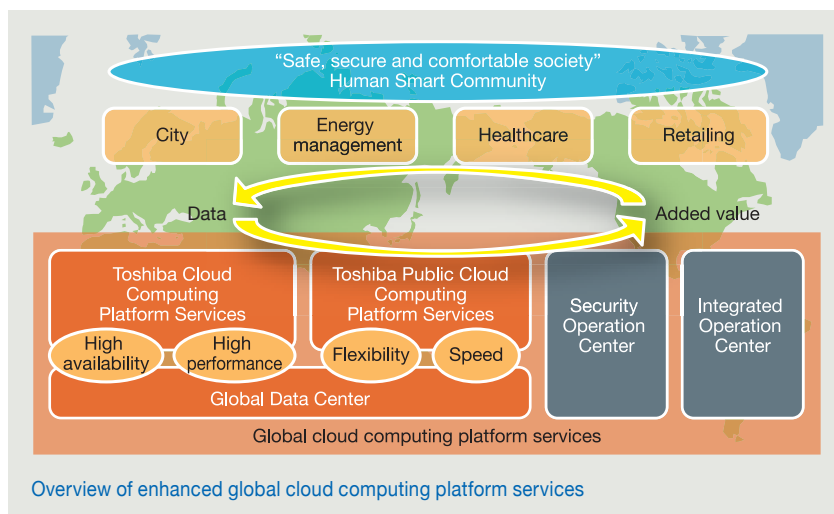 “Safe, secure and comfortable society”
Human Smart Community
City
Energy
management
Healthcare
Retailing
Data
Added value
Toshiba Cloud
Computing
Platform Services
Toshiba Public Cloud
Computing
Platform Services
Security
Operation
Center
Integrated
Operation
Center
High
availability
High
performance
Flexibility
Speed
Global Data Center
Global cloud computing platform services
Overview of enhanced global cloud computing platform services